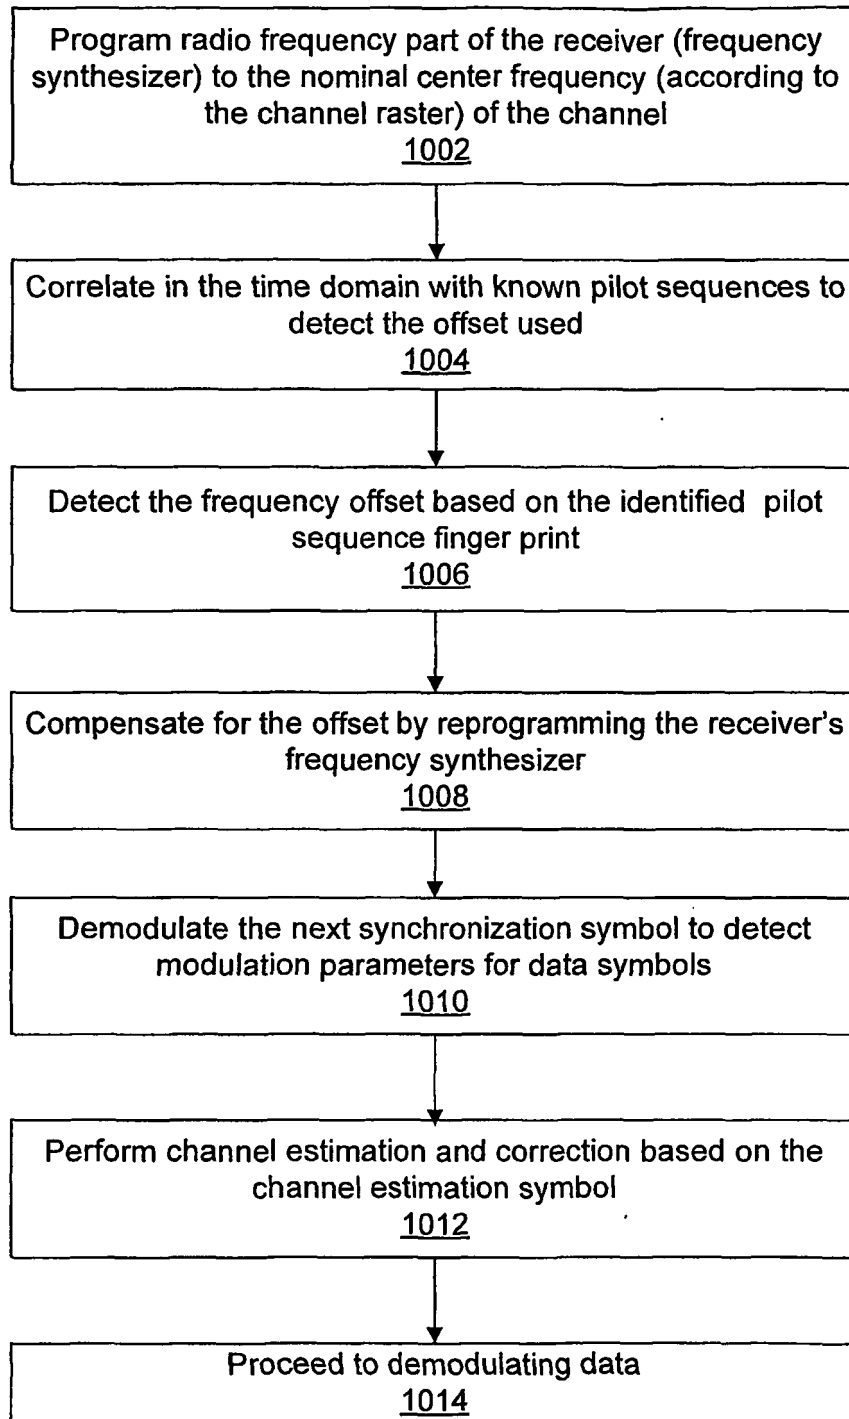 Program radio frequency part of the receiver (frequency
synthesizer) to the nominal center frequency (according to
the channel raster) of the channel
1002
Correlate in the time domain with known pilot sequences to
detect the offset used
1004
Detect the frequency offset based on the identified pilot
sequence finger print
1006
Compensate for the offset by reprogramming the receiver's
frequency synthesizer
1008
Demodulate the next synchronization symbol to detect
modulation parameters for data symbols
1010
Perform channel estimation and correction based on the
channel estimation symbol
1012
Proceed to demodulating data
1014